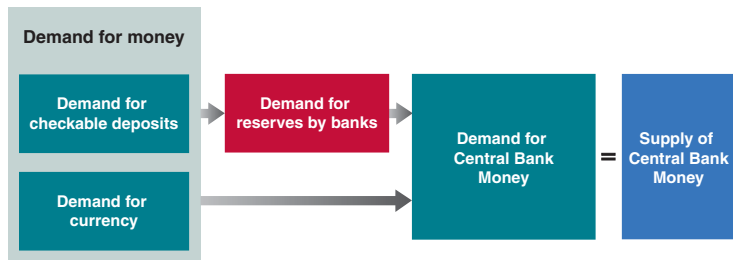 Demand for money
Demand for
checkable deposits
Demand for
reserves by banks
Demand for
currency
Demand for
Central Bank
Money
=
Supply of
Central Bank
Money